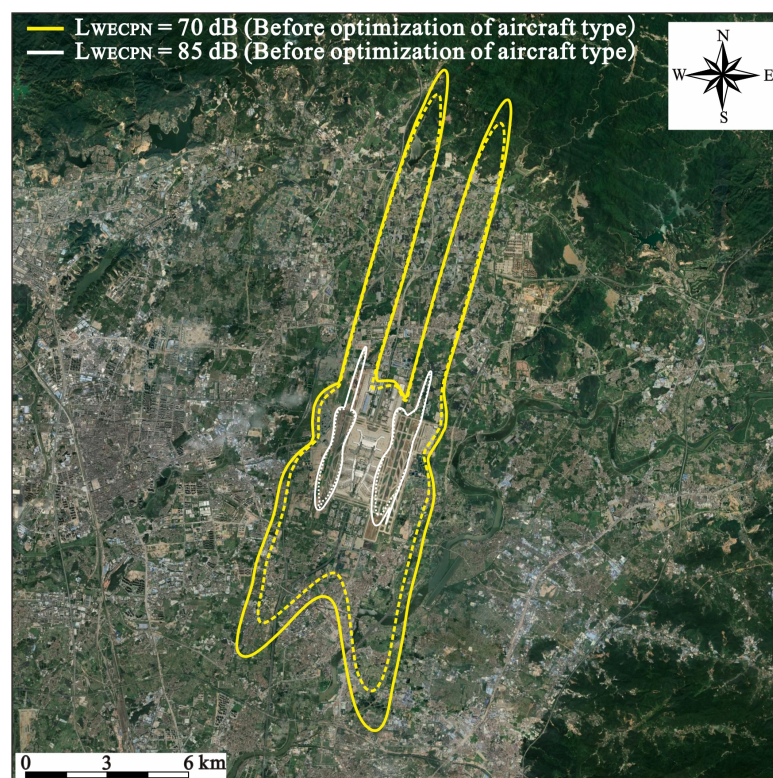 LWECPN = 70 dB (Before optimization of aircraft type)
LWECPN = 85 dB (Before optimization of aircraft type)
N
W E
S
0 3 6 km